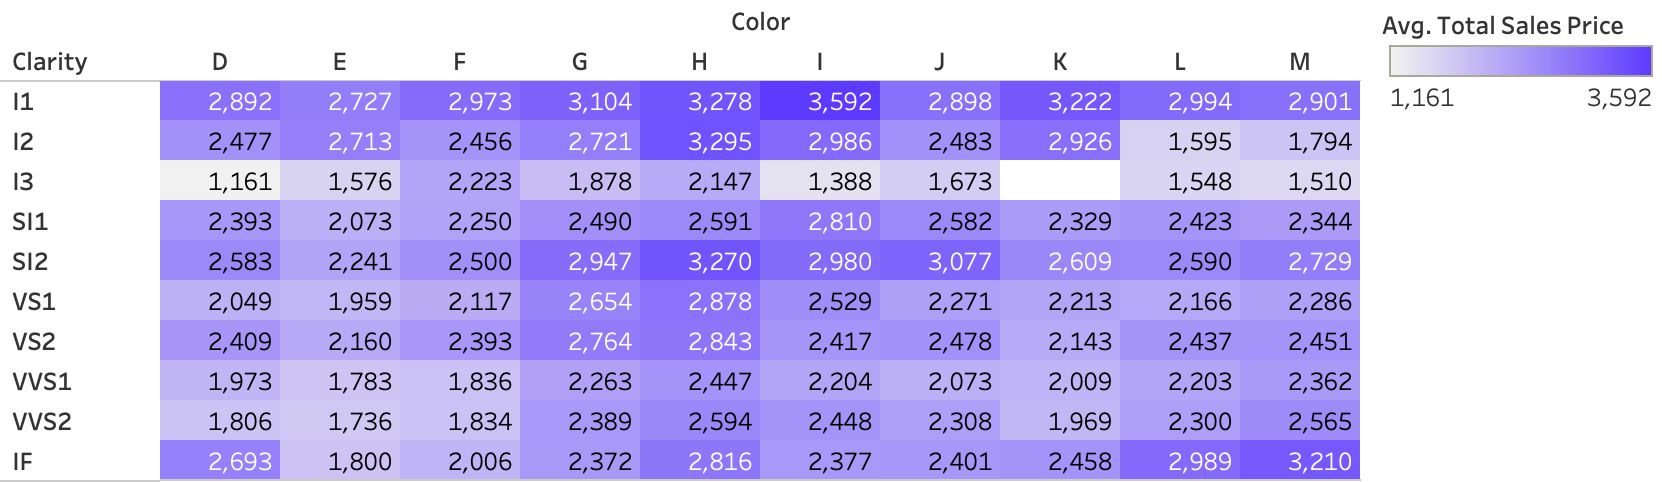 Color
Avg. Total Sales Price
Clarity D E F G H I J K L M
1,161 3,592
I1 2,892 2,727 2,973 3,104 3,278 3,592 2,898 3,222 2,994 2,901
I2 2,477 2,713 2,456 2,721 3,295 2,986 2,483 2,926 1,595 1,794
I3 1,161 1,576 2,223 1,878 2,147 1,388 1,673 1,548 1,510
SI1 2,393 2,073 2,250 2,490 2,591 2,810 2,582 2,329 2,423 2,344
SI2 2,583 2,241 2,500 2,947 3,270 2,980 3,077 2,609 2,590 2,729
VS1 2,049 1,959 2,117 2,654 2,878 2,529 2,271 2,213 2,166 2,286
VS2 2,409 2,160 2,393 2,764 2,843 2,417 2,478 2,143 2,437 2,451
VVS1 1,973 1,783 1,836 2,263 2,447 2,204 2,073 2,009 2,203 2,362
VVS2 1,806 1,736 1,834 2,389 2,594 2,448 2,308 1,969 2,300 2,565
IF 2,693 1,800 2,006 2,372 2,816 2,377 2,401 2,458 2,989 3,210